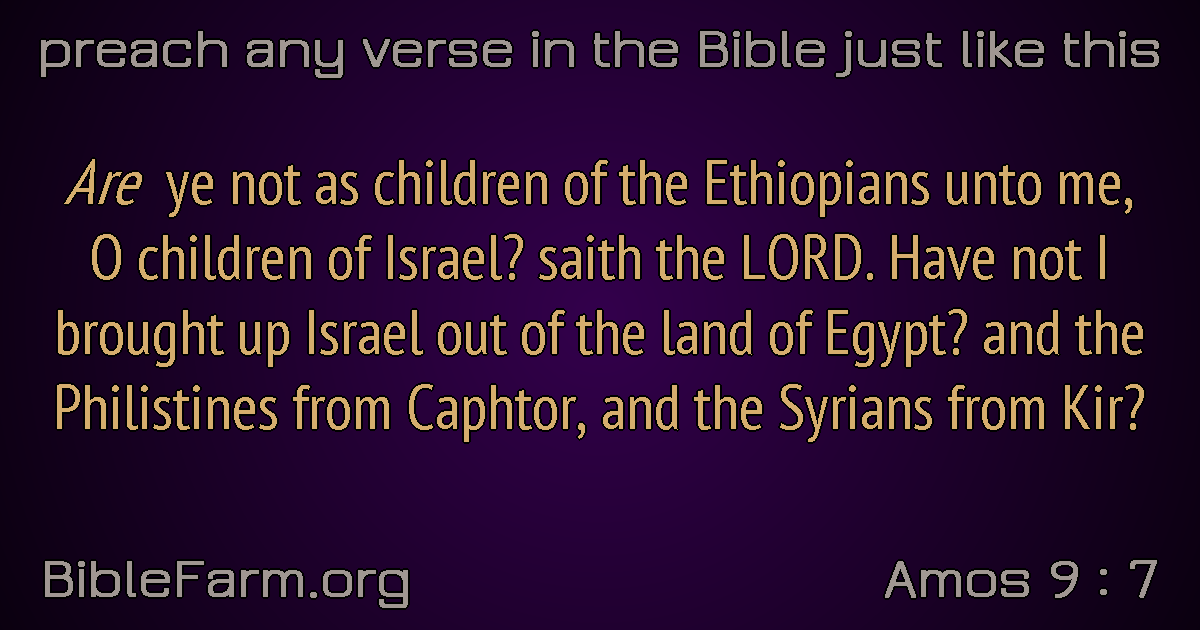 preach any verse in the Bible just like this
Are ye not as children of the Ethiopians unto me,
O children of Israel? saith the LORD. Have not I
brought up Israel out of the land of Egypt? and the
Philistines from Caphtor, and the Syrians from Kir?
BibleFarm.org
Amos 9 : 7